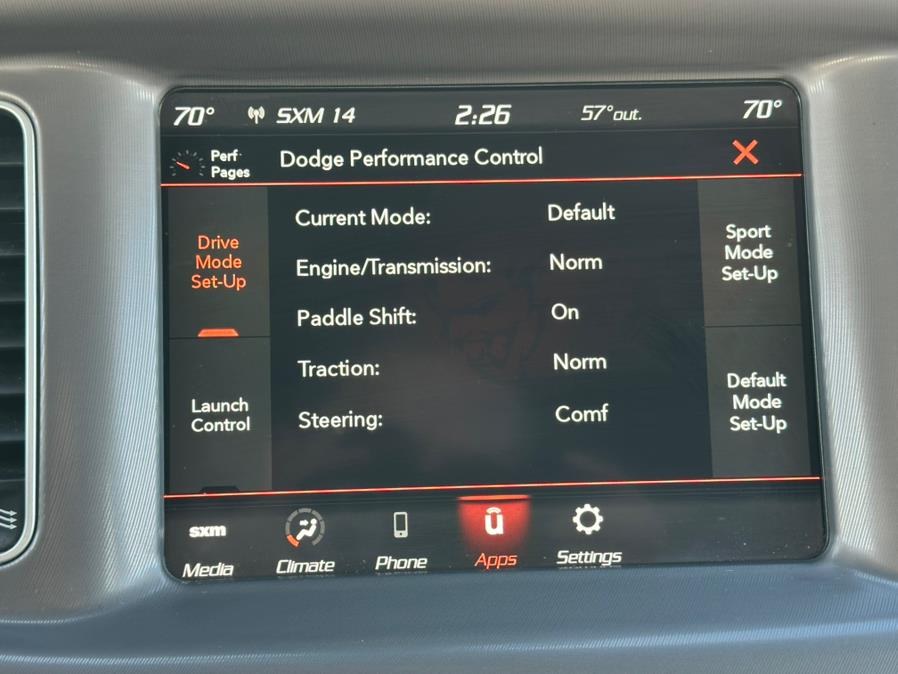 70° SXM 14 2:26 57°out. 70°
Perf
Pages
Dodge Performance Control
Drive
Mode
Set-Up
Launch
Control
Current Mode: Default
Engine/Transmission: Norm
Paddle Shift: On
Traction: Norm
Steering: Comf
Sport
Mode
Set-Up
Default
Mode
Set-Up
sxm
Media
Climate
Phone
û
Apps
Settings